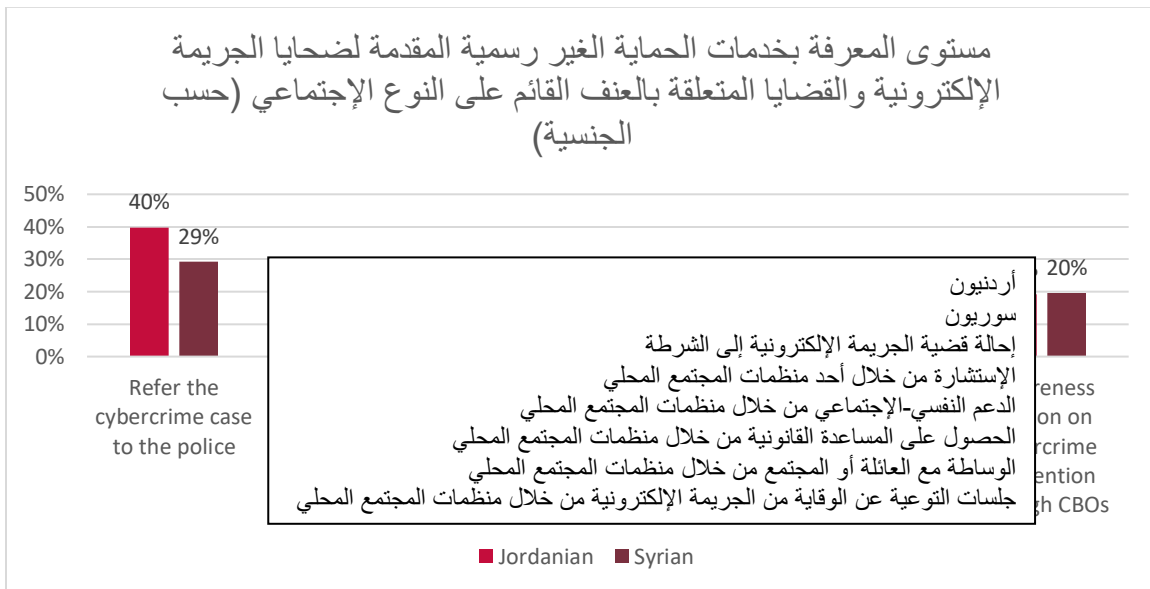 مستوى المعرفة بخدمات الحماية الغير رسمية المقدمة لضحايا الجريمة
الإلكترونية والقضايا المتعلقة بالعنف القائم على النوع الإجتماعي (حسب
الجنسية)
50%
40%
30%
20%
10%
0%
40%
29%
20%
أردنيون
سوريون
إحالة قضية الجريمة الإلكترونية إلى الشرطة
الإستشارة من خلال أحد منظمات المجتمع المحلي
الدعم النفسي-الإجتماعي من خلال منظمات المجتمع المحلي
الحصول على المساعدة القانونية من خلال منظمات المجتمع المحلي
الوساطة مع العائلة أو المجتمع من خلال منظمات المجتمع المحلي
جلسات التوعية عن الوقاية من الجريمة الإلكترونية من خلال منظمات المجتمع المحلي
Refer the
cybercrime case
to the police
on
CBOs
Jordanian
Syrian